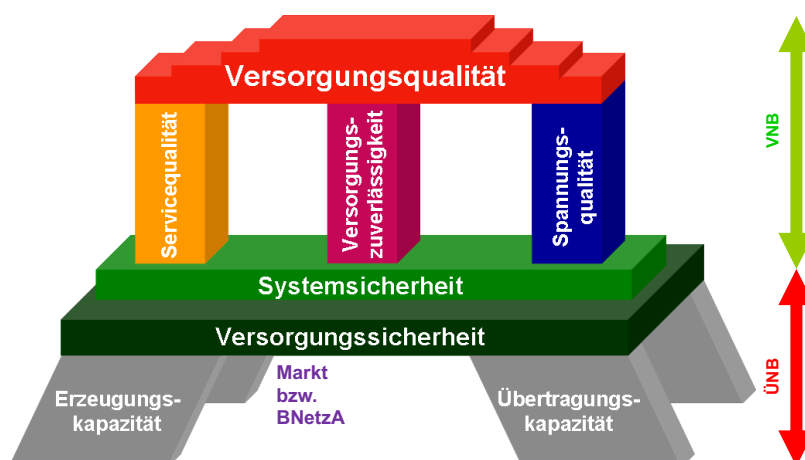 Versorgungsqualität
Servicequalität
Versorgungs-
zuverlässigkeit
Spannungs-
qualität
Systemsicherheit
Versorgungssicherheit
Erzeugungs-
kapazität
Markt
bzw.
BNetzA
Übertragungs-
kapazität
VNB
ÜNB